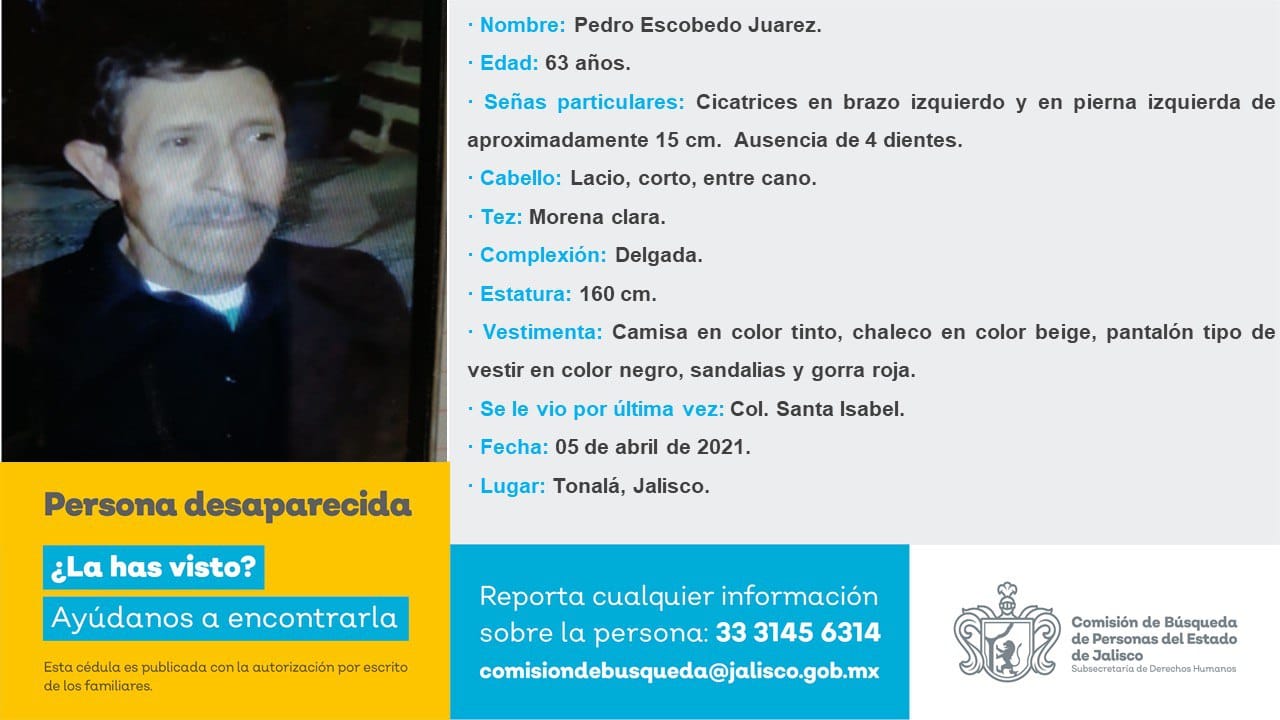 · Nombre: Pedro Escobedo Juarez.
· Edad: 63 años.
· Señas particulares: Cicatrices en brazo izquierdo y en pierna izquierda de
aproximadamente 15 cm. Ausencia de 4 dientes.
· Cabello: Lacio, corto, entre cano.
· Tez: Morena clara.
· Complexión: Delgada.
· Estatura: 160 cm.
· Vestimenta: Camisa en color tinto, chaleco en color beige, pantalón tipo de
vestir en color negro, sandalias y gorra roja.
· Se le vio por última vez: Col. Santa Isabel.
· Fecha: 05 de abril de 2021.
· Lugar: Tonalá, Jalisco.
Persona desaparecida
¿La has visto?
Ayúdanos a encontrarla
Esta cédula es publicada con la autorización por escrito
de los familiares.
Reporta cualquier información
sobre la persona: 33 3145 6314
comisiondebusqueda@jalisco.gob.mx
Comisión de Búsqueda
de Personas del Estado
de Jalisco
Subsecretaría de Derechos Humanos